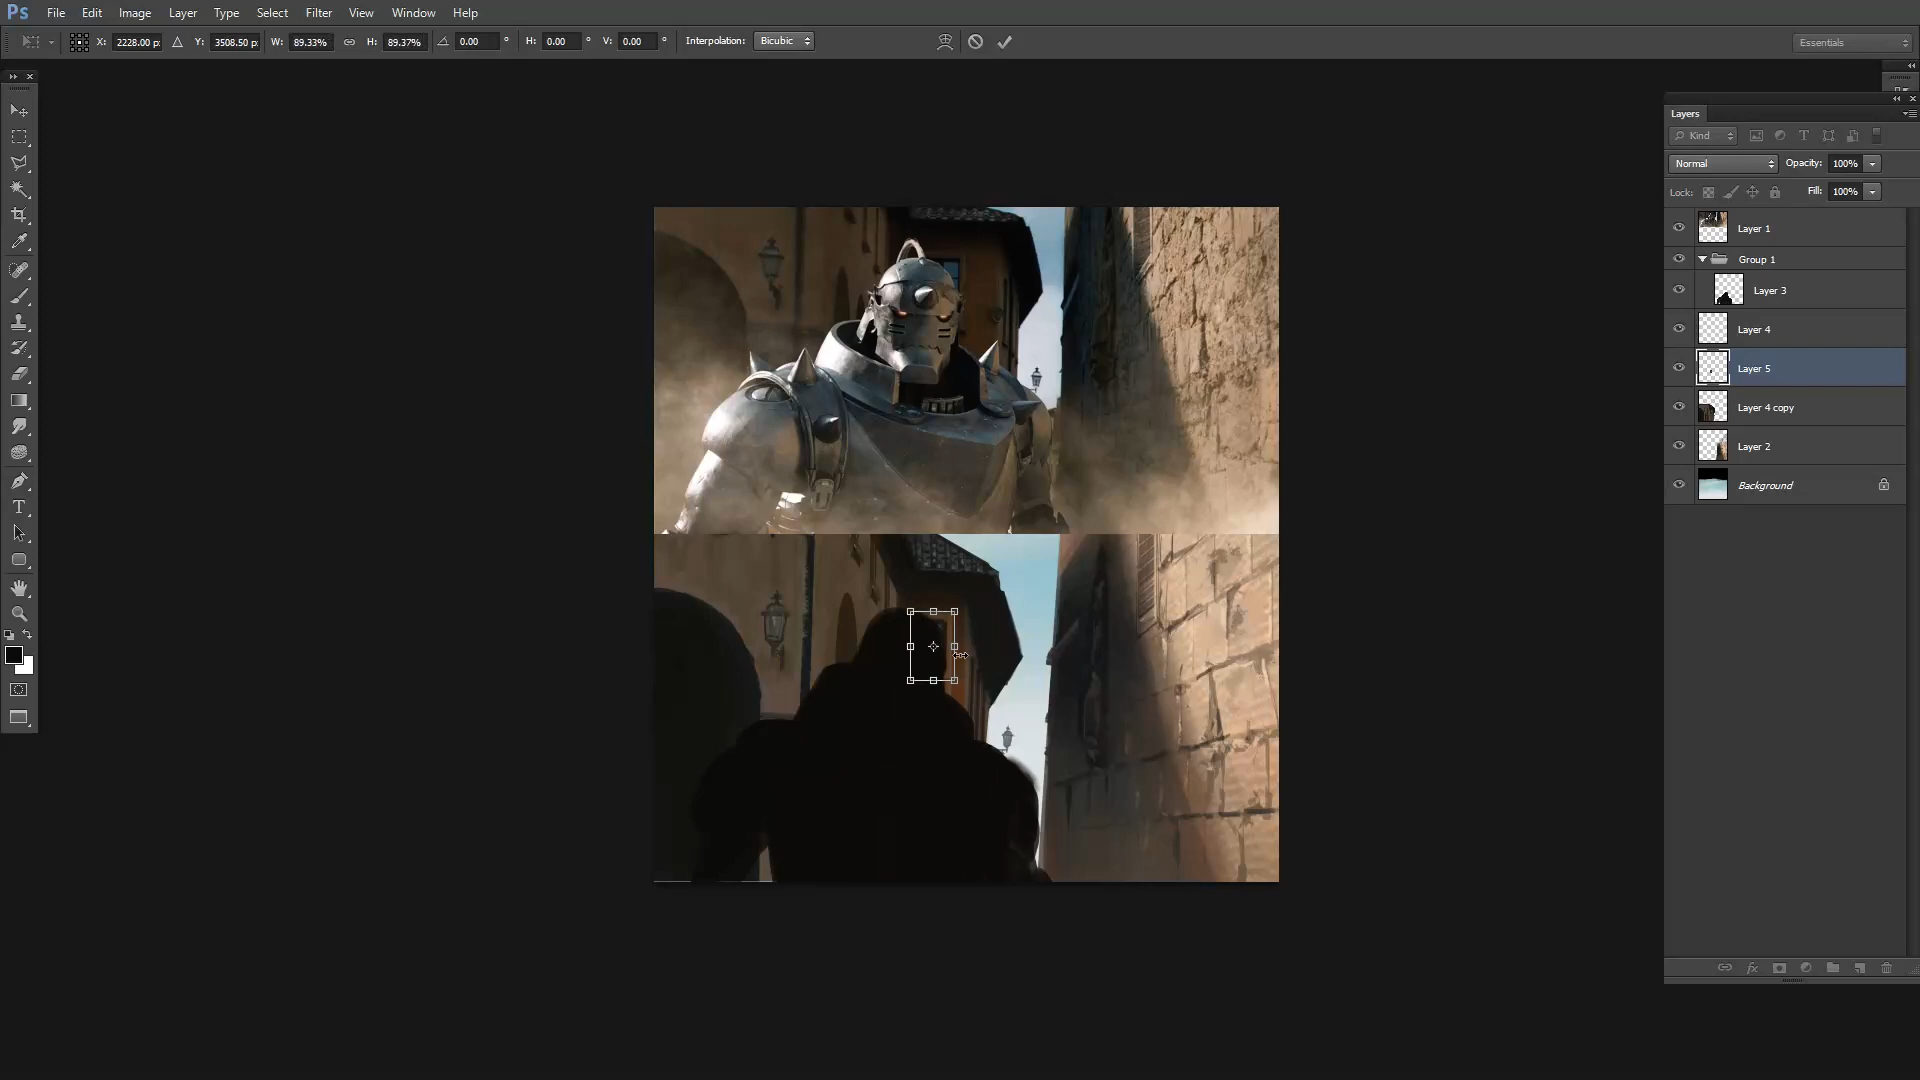 Ps File Edit Image Layer Type Select Filter View Window Help
X: 2228.00 p: Y: 3508.50 p: W: 89.33% H: 89.37% 0.00 ° H: 0.00 ° V: 0.00 ° Interpolation: Bicubic Essentials
Layers
Kind
Normal Opacity: 100%
Lock: Fill: 100%
Layer 1
Group 1
Layer 3
Layer 4
Layer 5
Layer 4 copy
Layer 2
Background